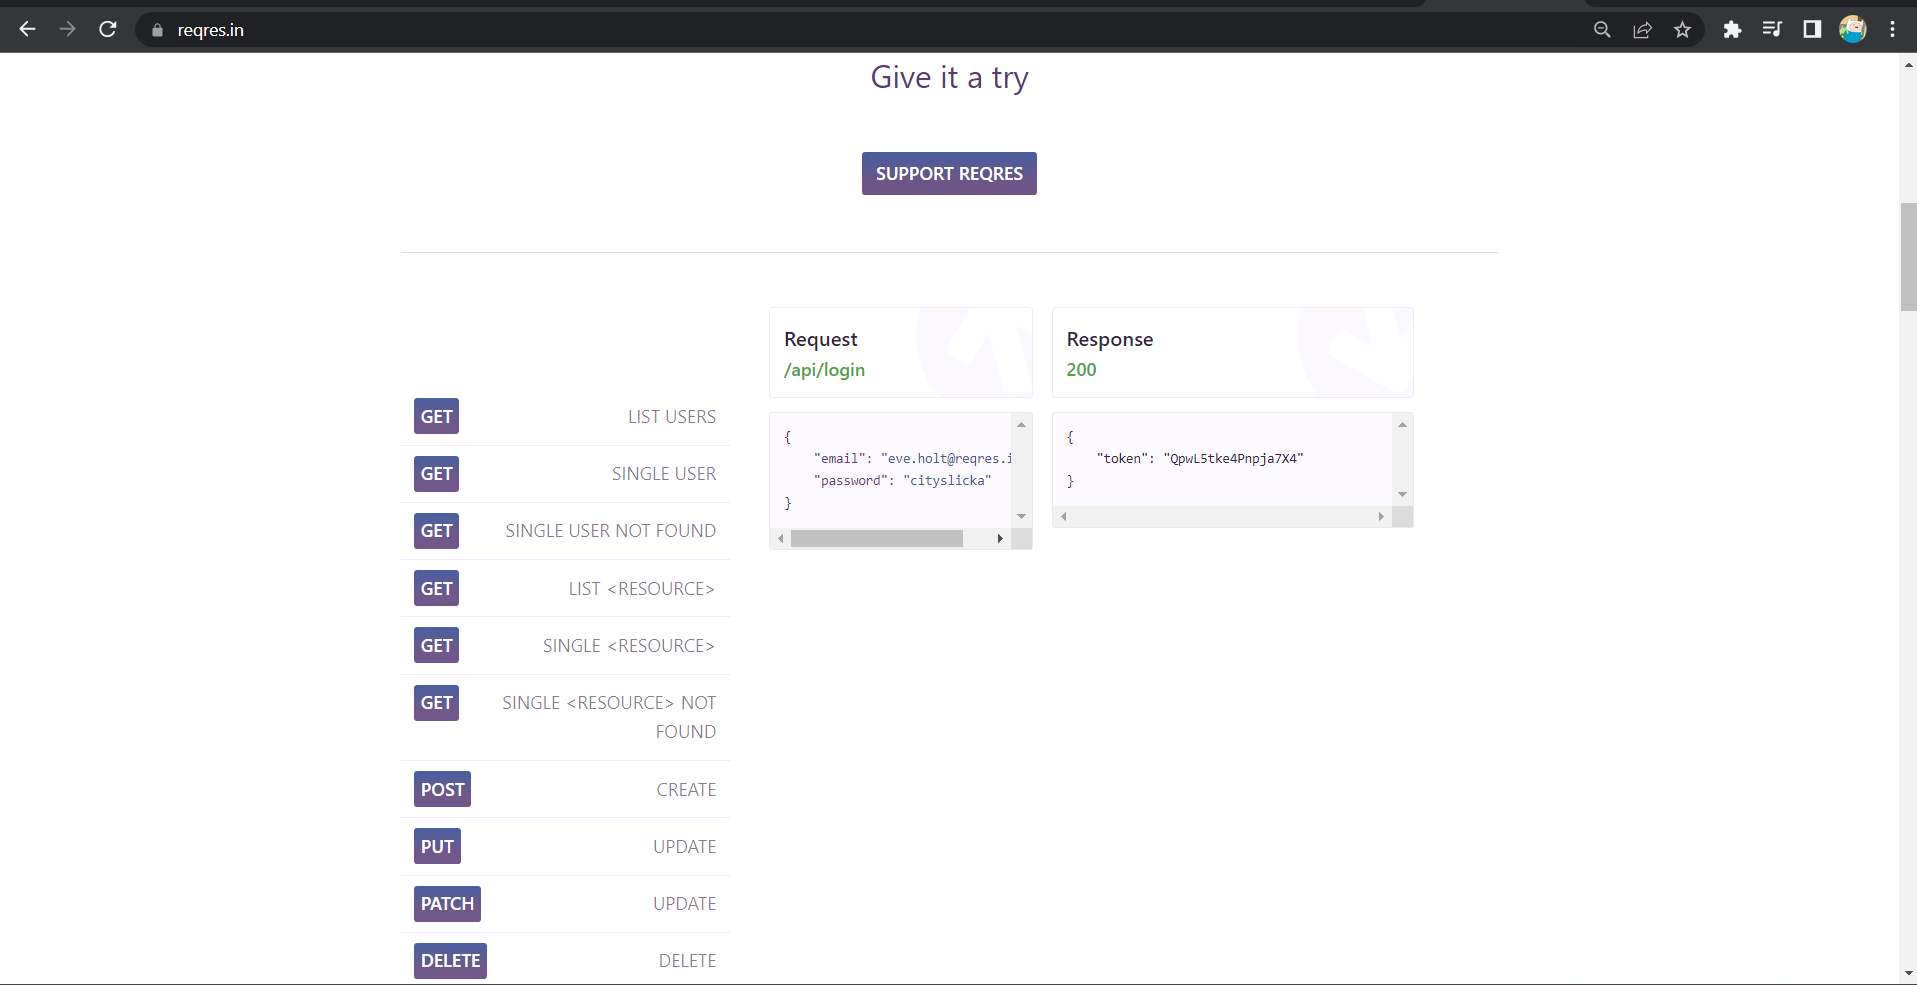 reqres.in
Give it a try
SUPPORT REQRES
GET LIST USERS
GET SINGLE USER
GET SINGLE USER NOT FOUND
GET LIST <RESOURCE>
GET SINGLE <RESOURCE>
GET SINGLE <RESOURCE> NOT
FOUND
POST CREATE
PUT UPDATE
PATCH UPDATE
DELETE DELETE
Request
/api/login
{
"email": "eve.holt@reqres.i
"password": "cityslicka"
}
Response
200
{
"token": "QpwL5tke4Pnpja7X4"
}